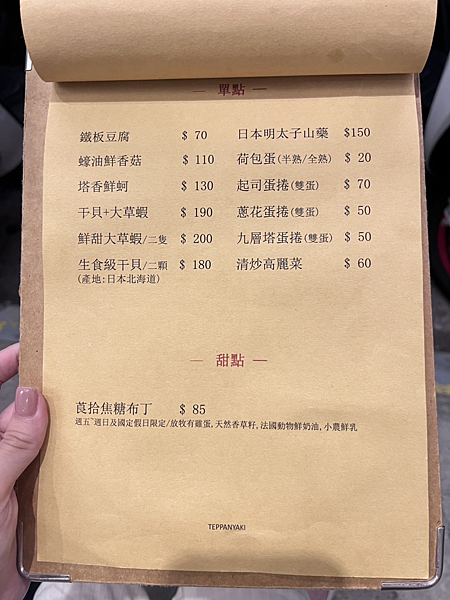 — 單點 —
鐵板豆腐 $ 70
蠔油鮮香菇 $ 110
塔香鮮蚵 $ 130
干貝+大草蝦 $ 190
鮮甜大草蝦/二隻 $ 200
生食級干貝/二顆 $ 180
(產地:日本北海道)
日本明太子山藥 $150
荷包蛋(半熟/全熟) $ 20
起司蛋捲(雙蛋) $ 70
蔥花蛋捲(雙蛋) $ 50
九層塔蛋捲(雙蛋) $ 50
清炒高麗菜 $ 60
— 甜點 —
莨拾焦糖布丁 $ 85
週五~週日及國定假日限定/放牧有雞蛋,天然香草籽,法國動物鮮奶油,小農鮮乳
TEPPANYAKI